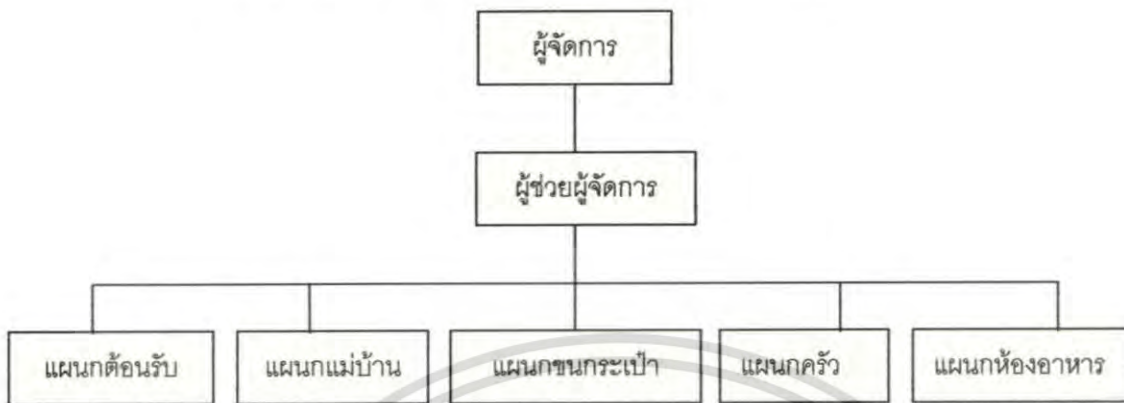 ผู้จัดการ
ผู้ช่วยผู้จัดการ
แผนกต้อนรับ
แผนกแม่บ้าน
แผนกขนกระเป๋า
แผนกครัว
แผนกห้องอาหาร